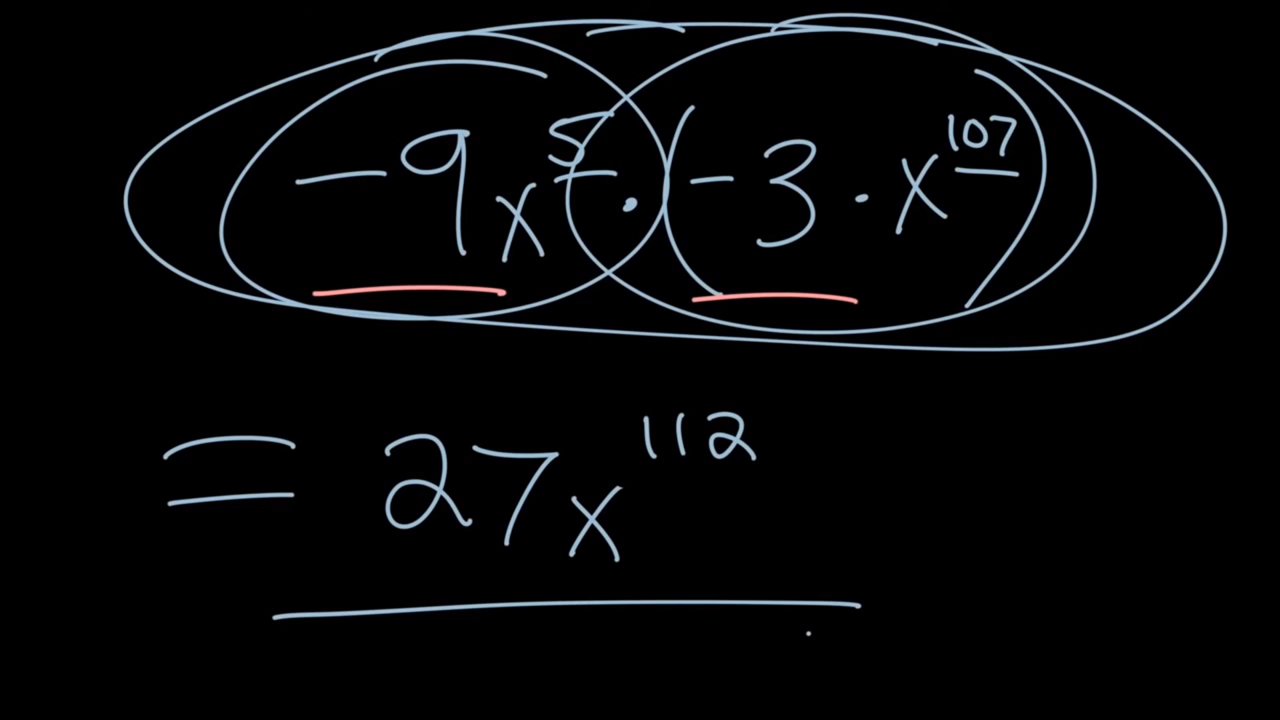 -9x⁵ · (-3 · x¹⁰⁷)
= 27x¹¹²